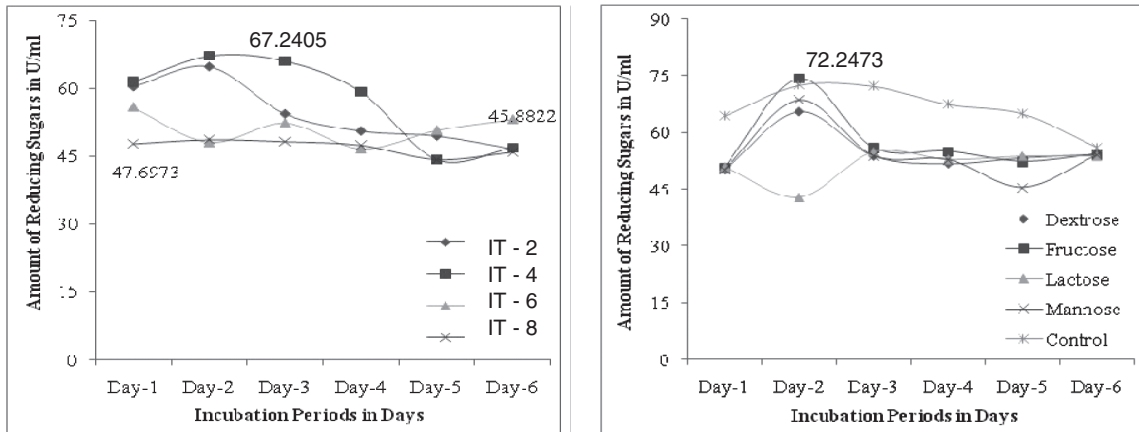 Amount of Reducing Sugars in U/ml
75
60
45
30
15
0
67.2405
45.8822
47.6973
IT - 2
IT - 4
IT - 6
IT - 8
Day-1 Day-2 Day-3 Day-4 Day-5 Day-6
Incubation Periods in Days
Amount of Reducing Sugars in U/ml
90
75
60
45
30
15
0
72.2473
Dextrose
Fructose
Lactose
Mannose
Control
Day-1 Day-2 Day-3 Day-4 Day-5 Day-6
Incubation Periods in Days